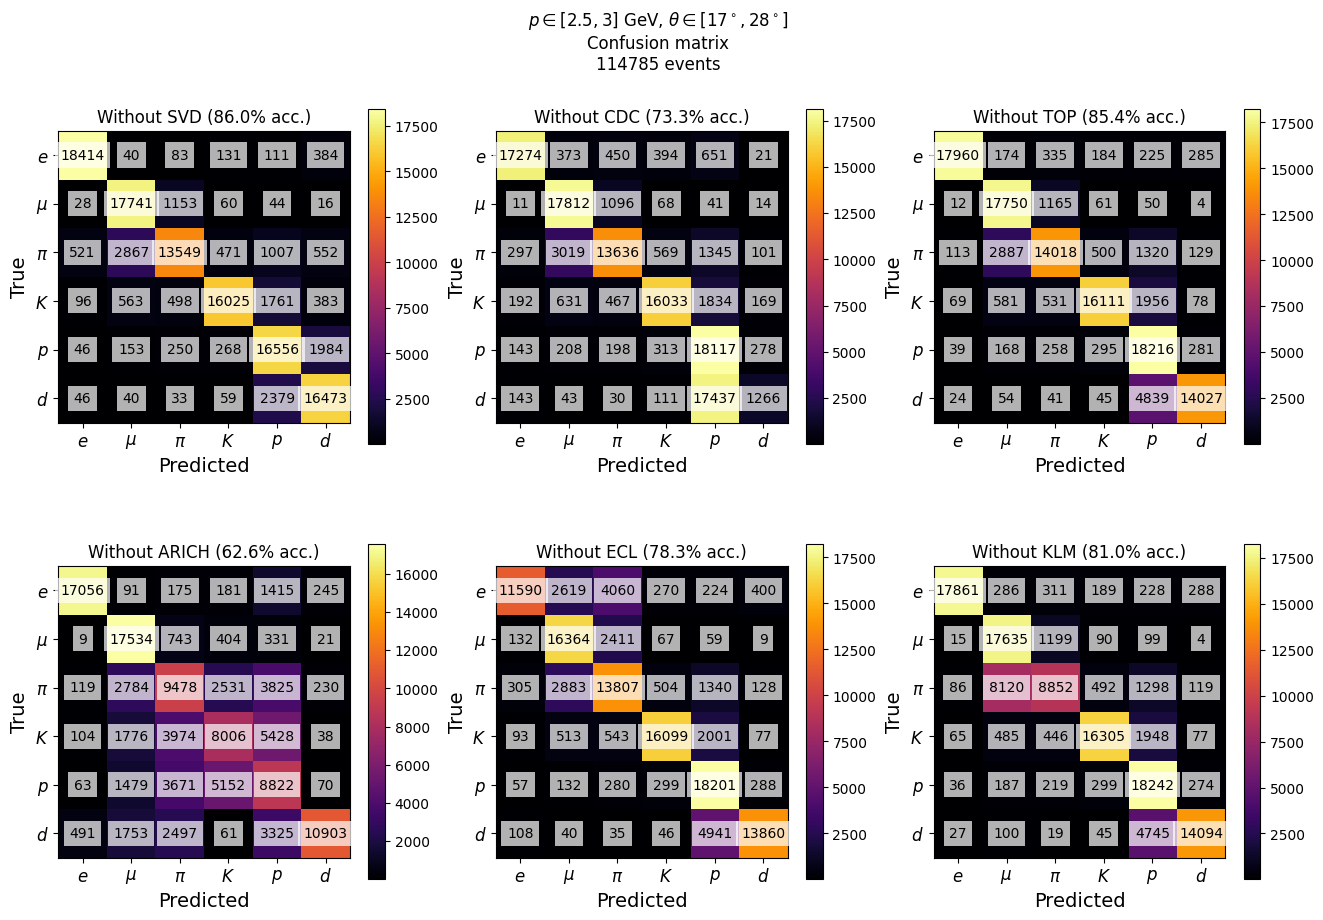 p ∈ [2.5, 3] GeV, θ ∈ [17°, 28°]
Confusion matrix
114785 events
Without SVD (86.0% acc.)
True
e 18414 40 83 131 111 384
μ 28 17741 1153 60 44 16
π 521 2867 13549 471 1007 552
K 96 563 498 16025 1761 383
p 46 153 250 268 16556 1984
d 46 40 33 59 2379 16473
e μ π K p d
Predicted
17500
15000
12500
10000
7500
5000
2500
Without CDC (73.3% acc.)
True
17274 373 450 394 651 21
11 17812 1096 68 41 14
297 3019 13636 569 1345 101
192 631 467 16033 1834 169
143 208 198 313 18117 278
143 43 30 111 17437 1266
e μ π K p d
Predicted
17500
15000
12500
10000
7500
5000
2500
Without TOP (85.4% acc.)
True
e 17960 174 335 184 225 285
μ 12 17750 1165 61 50 4
π 113 2887 14018 500 1320 129
K 69 581 531 16111 1956 78
p 39 168 258 295 18216 281
d 24 54 41 45 4839 14027
e μ π K p d
Predicted
17500
15000
12500
10000
7500
5000
2500
Without ARICH (62.6% acc.)
True
e 17056 91 175 181 1415 245
μ 9 17534 743 404 331 21
π 119 2784 9478 2531 3825 230
K 104 1776 3974 8006 5428 38
p 63 1479 3671 5152 8822 70
d 491 1753 2497 61 3325 10903
e μ π K p d
Predicted
16000
14000
12000
10000
8000
6000
4000
2000
Without ECL (78.3% acc.)
True
e 11590 2619 4060 270 224 400
μ 132 16364 2411 67 59 9
π 305 2883 13807 504 1340 128
K 93 513 543 16099 2001 77
p 57 132 280 299 18201 288
d 108 40 35 46 4941 13860
e μ π K p d
Predicted
17500
15000
12500
10000
7500
5000
2500
Without KLM (81.0% acc.)
True
e 17861 286 311 189 228 288
μ 15 17635 1199 90 99 4
π 86 8120 8852 492 1298 119
K 65 485 446 16305 1948 77
p 36 187 219 299 18242 274
d 27 100 19 45 4745 14094
e μ π K p d
Predicted
17500
15000
12500
10000
7500
5000
2500